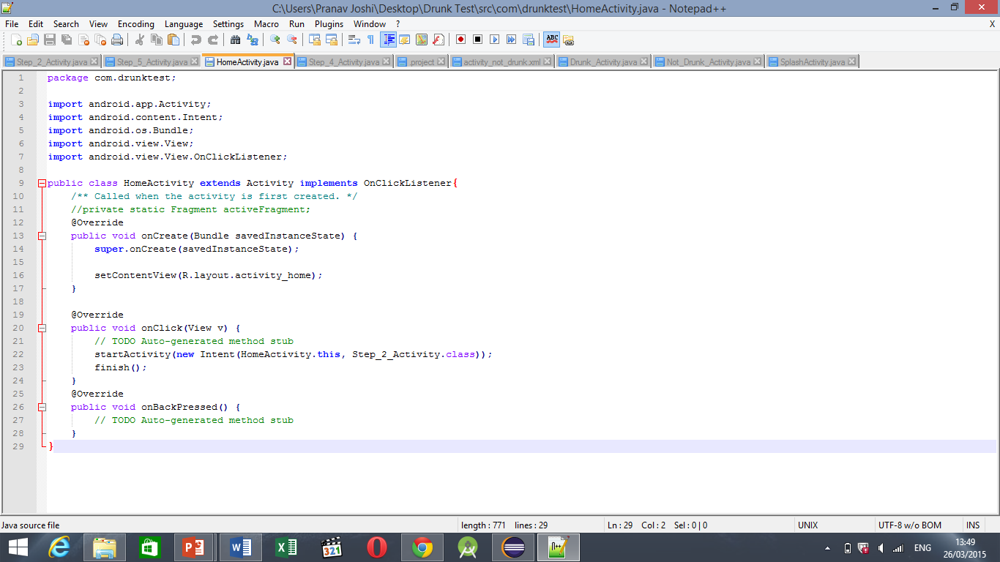 C:\Users\Pranav Joshi\Desktop\Drunk Test\src\com\drunktest\HomeActivity.java - Notepad++
File Edit Search View Encoding Language Settings Macro Run Plugins Window ? X
ABC
Step_2_Activity.java Step_5_Activity.java HomeActivity.java Step_4_Activity.java .project activity_not_drunk.xml Drunk_Activity.java Not_Drunk_Activity.java SplashActivity.java
1 package com.drunktest;
2
3 import android.app.Activity;
4 import android.content.Intent;
5 import android.os.Bundle;
6 import android.view.View;
7 import android.view.View.OnClickListener;
8
9 public class HomeActivity extends Activity implements OnClickListener{
10 /** Called when the activity is first created. */
11 //private static Fragment activeFragment;
12 @Override
13 public void onCreate(Bundle savedInstanceState) {
14 super.onCreate(savedInstanceState);
15
16 setContentView(R.layout.activity_home);
17 }
18
19 @Override
20 public void onClick(View v) {
21 // TODO Auto-generated method stub
22 startActivity(new Intent(HomeActivity.this, Step_2_Activity.class));
23 finish();
24 }
25 @Override
26 public void onBackPressed() {
27 // TODO Auto-generated method stub
28 }
29 }
Java source file length : 771 lines : 29 Ln : 29 Col : 2 Sel : 0 | 0 UNIX UTF-8 w/o BOM INS
321 ENG 13:49
26/03/2015